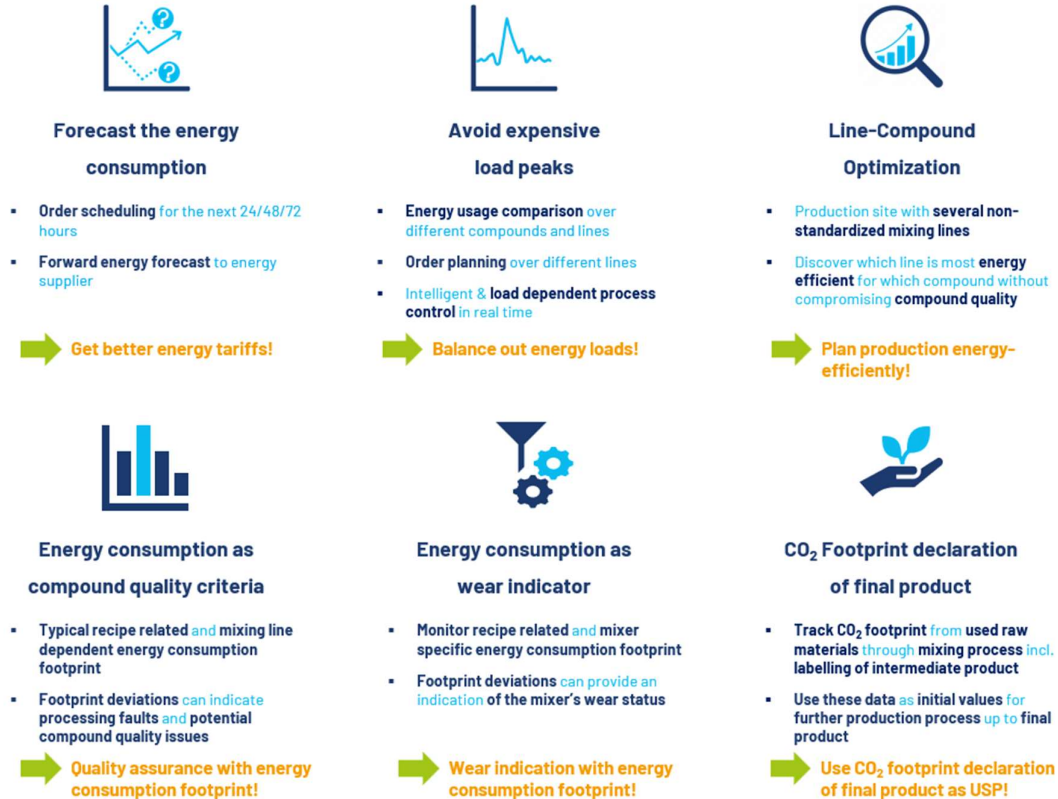 ?
?
Forecast the energy
consumption
▪ Order scheduling for the next 24/48/72
hours
▪ Forward energy forecast to energy
supplier
Get better energy tariffs!
Avoid expensive
load peaks
▪ Energy usage comparison over
different compounds and lines
▪ Order planning over different lines
▪ Intelligent & load dependent process
control in real time
Balance out energy loads!
Line-Compound
Optimization
▪ Production site with several non-
standardized mixing lines
▪ Discover which line is most energy
efficient for which compound without
compromising compound quality
Plan production energy-
efficiently!
Energy consumption as
compound quality criteria
▪ Typical recipe related and mixing line
dependent energy consumption
footprint
▪ Footprint deviations can indicate
processing faults and potential
compound quality issues
Quality assurance with energy
consumption footprint!
Energy consumption as
wear indicator
▪ Monitor recipe related and mixer
specific energy consumption footprint
▪ Footprint deviations can provide an
indication of the mixer's wear status
Wear indication with energy
consumption footprint!
CO₂ Footprint declaration
of final product
▪ Track CO₂ footprint from used raw
materials through mixing process incl.
labelling of intermediate product
▪ Use these data as initial values for
further production process up to final
product
Use CO₂ footprint declaration
of final product as USP!